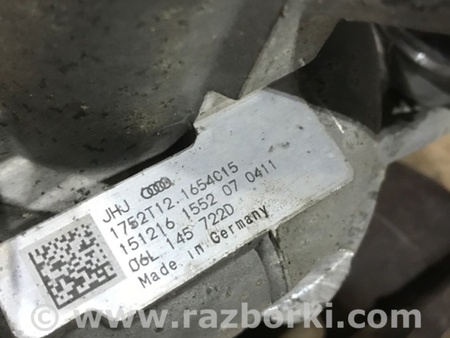 JHJ
1752T12.1654C15
151216 1552 07 0411
06L 145 722D
Made in Germany
© - www.razborki.com